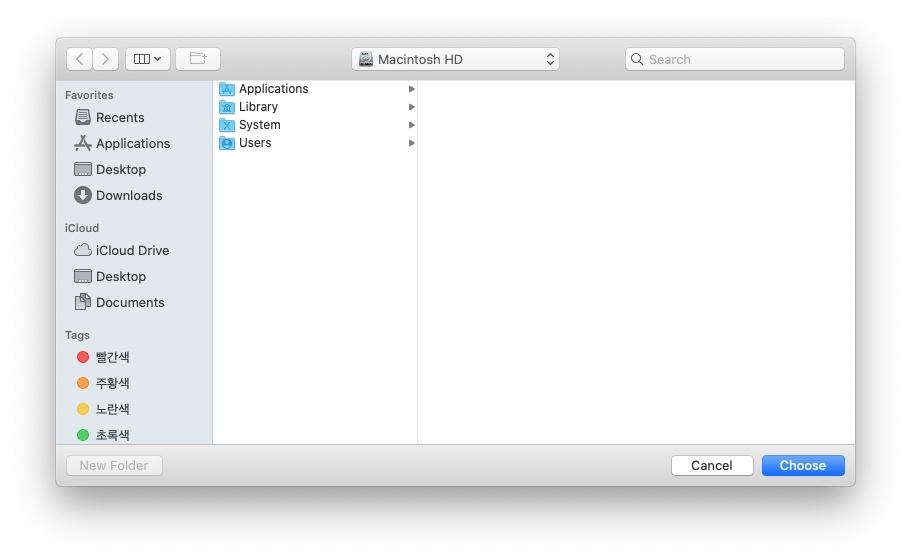 Macintosh HD
Search
Favorites
Recents
Applications
Desktop
Downloads
iCloud
iCloud Drive
Desktop
Documents
Tags
빨간색
주황색
노란색
초록색
Applications
Library
System
Users
New Folder
Cancel
Choose